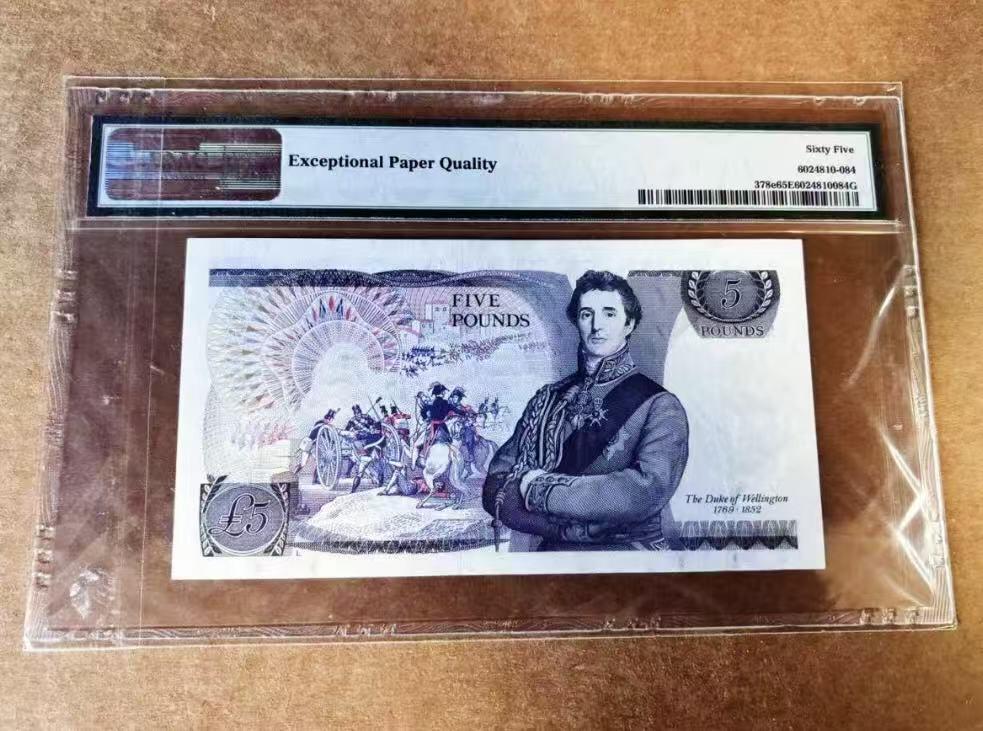 Exceptional Paper Quality
Sixty Five
6024810-084
378e65E6024810084G
FIVE
POUNDS
5
POUNDS
The Duke of Wellington
1769 · 1852
£5
L